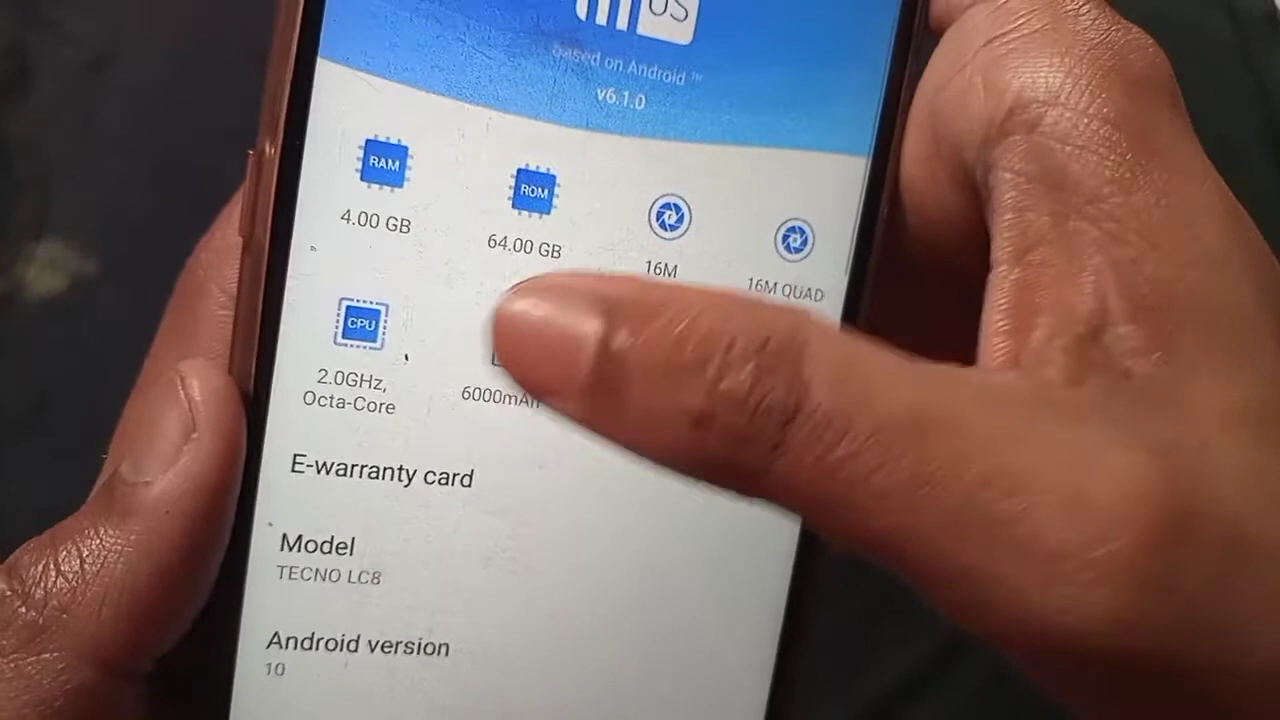 OS
based on Android ™
v6.1.0
RAM
ROM
4.00 GB
64.00 GB
16M
16M QUAD
CPU
2.0GHz,
Octa-Core
6000mAh
E-warranty card
Model
TECNO LC8
Android version
10